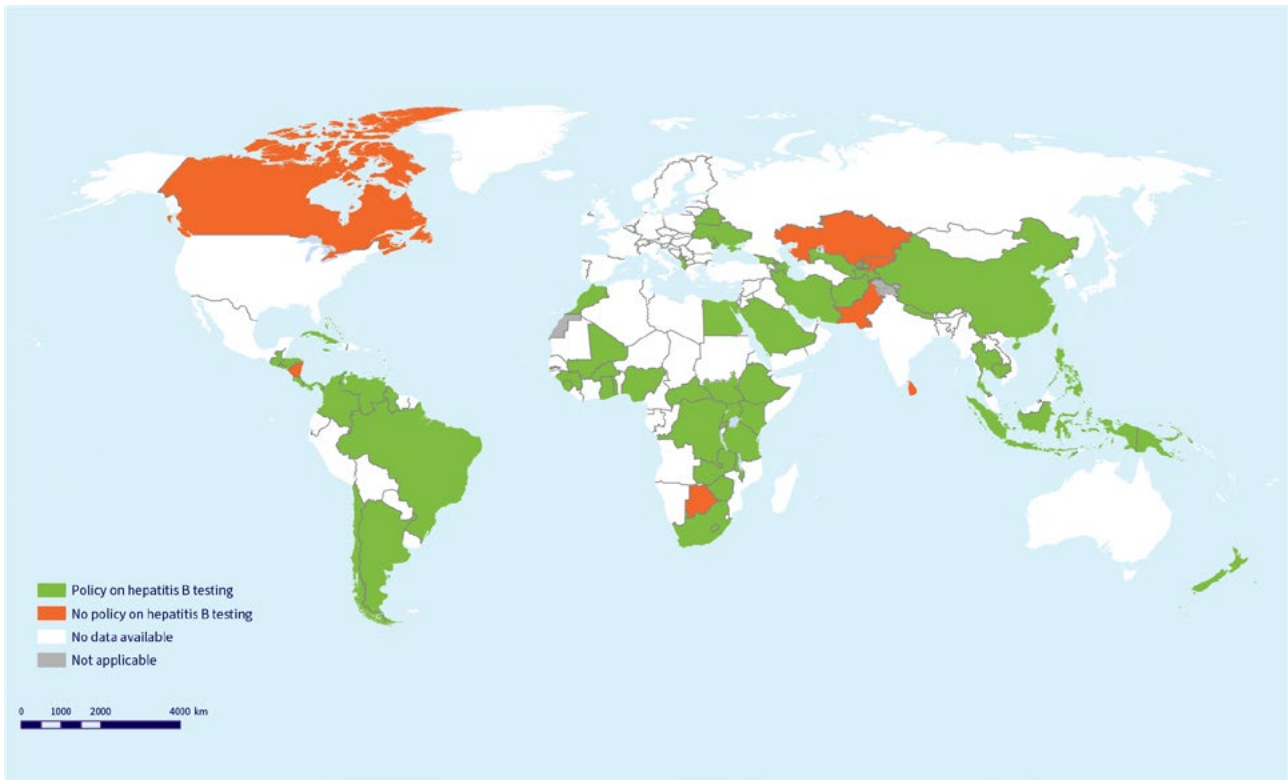 Policy on hepatitis B testing
No policy on hepatitis B testing
No data available
Not applicable
0 1000 2000 4000 km